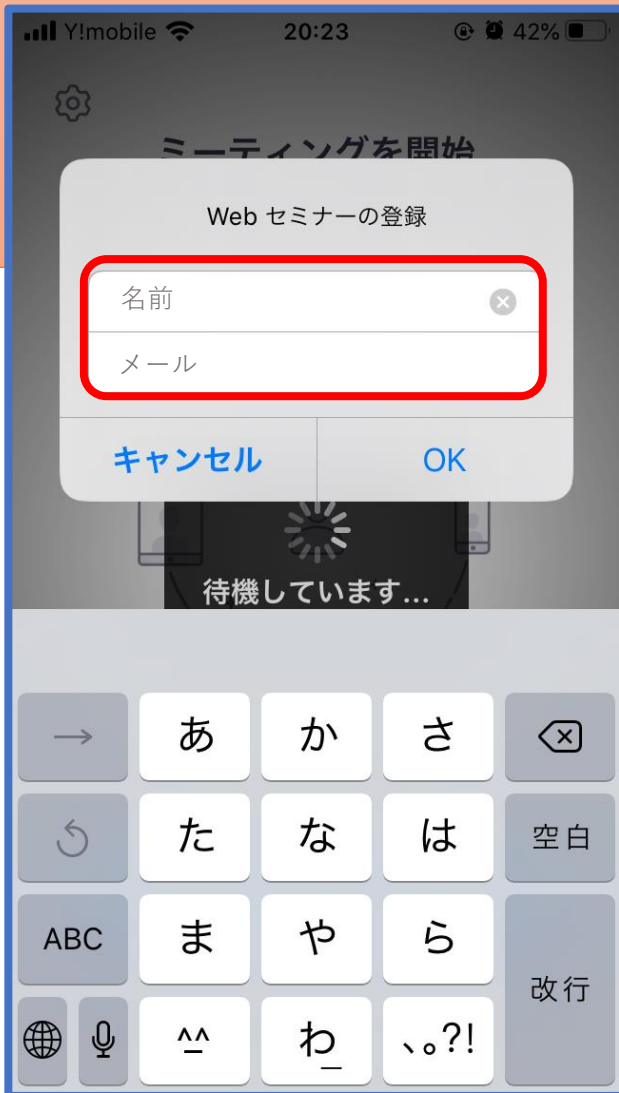 Y!mobile 20:23 42%
ミーティングを開始
Web セミナーの登録
名前
メール
キャンセル OK
待機しています...
→ あ か さ
た な は 空白
ABC ま や ら
改行
^^ わ_ 、。?!